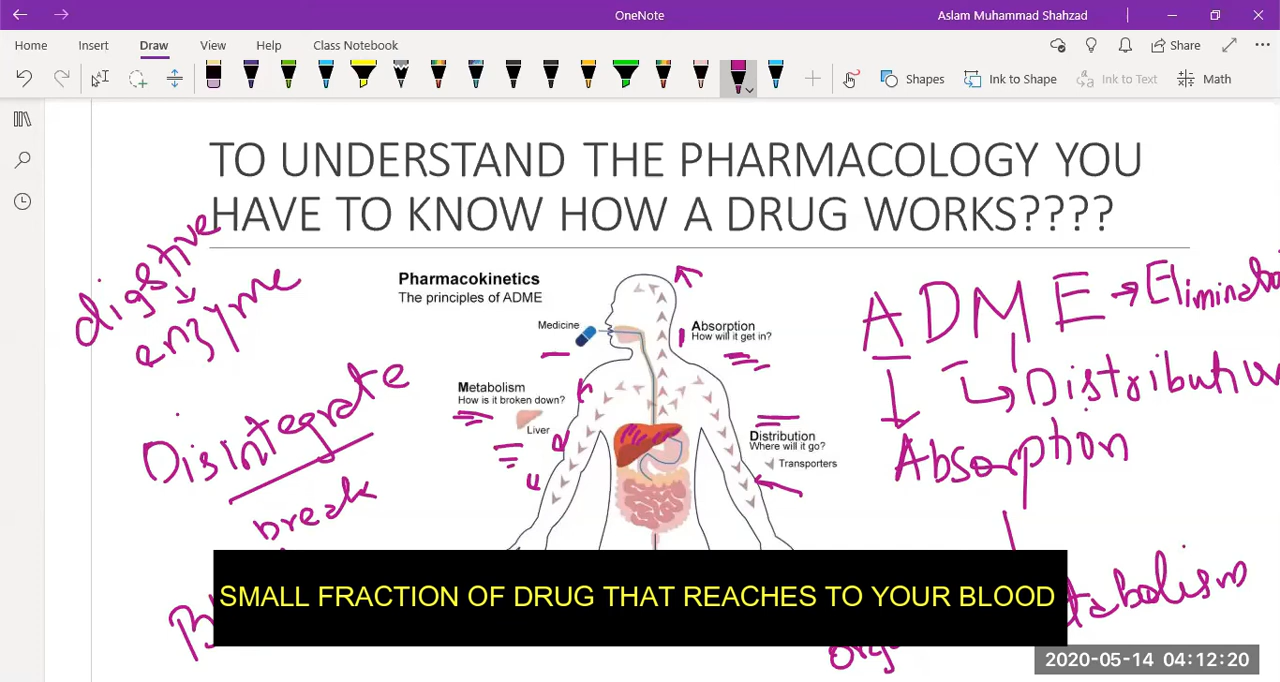 OneNote
Aslam Muhammad Shahzad
Home Insert Draw View Help Class Notebook
Share
Shapes Ink to Shape Ink to Text Math
TO UNDERSTAND THE PHARMACOLOGY YOU
HAVE TO KNOW HOW A DRUG WORKS????
digstive
enzyme
Disintegrate
break
Pharmacokinetics
The principles of ADME
Medicine
Absorption
How will it get in?
Metabolism
How is it broken down?
Liver
Distribution
Where will it go?
Transporters
ADME
Distributi
Absorption
tabolism
SMALL FRACTION OF DRUG THAT REACHES TO YOUR BLOOD
2020-05-14 04:12:20